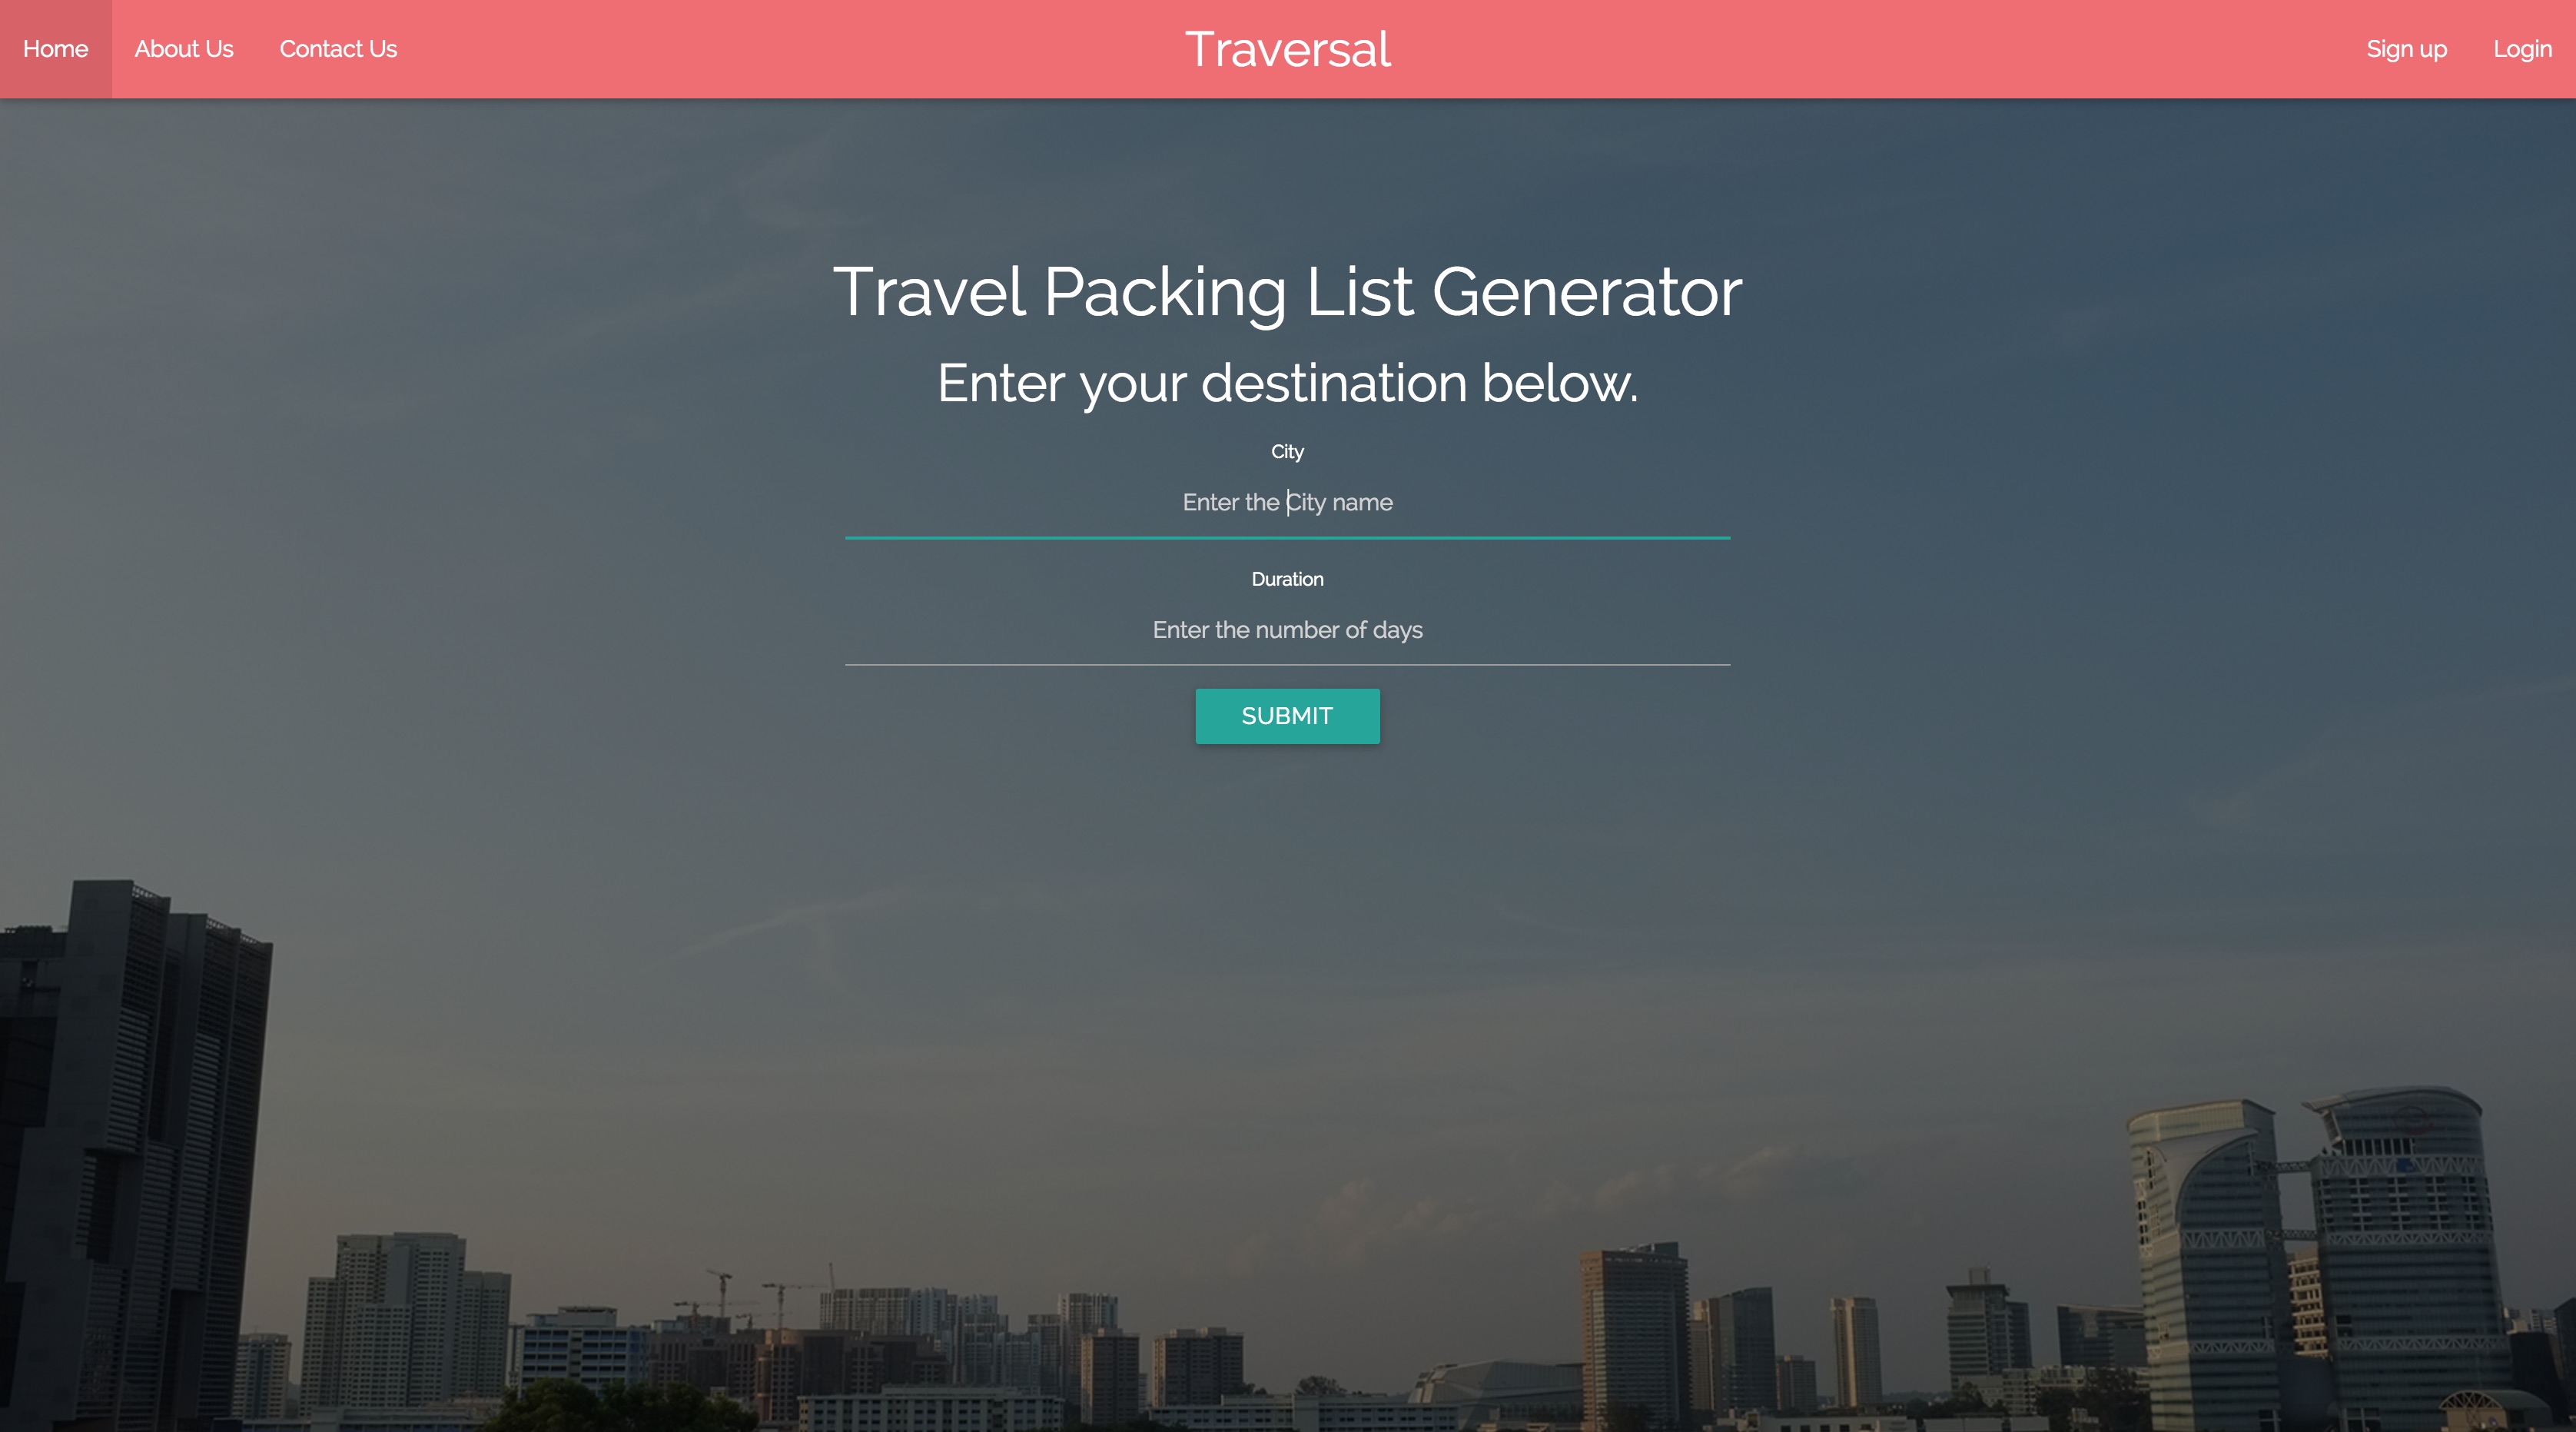 Home About Us Contact Us Traversal Sign up Login
Travel Packing List Generator
Enter your destination below.
City
Enter the City name
Duration
Enter the number of days
SUBMIT